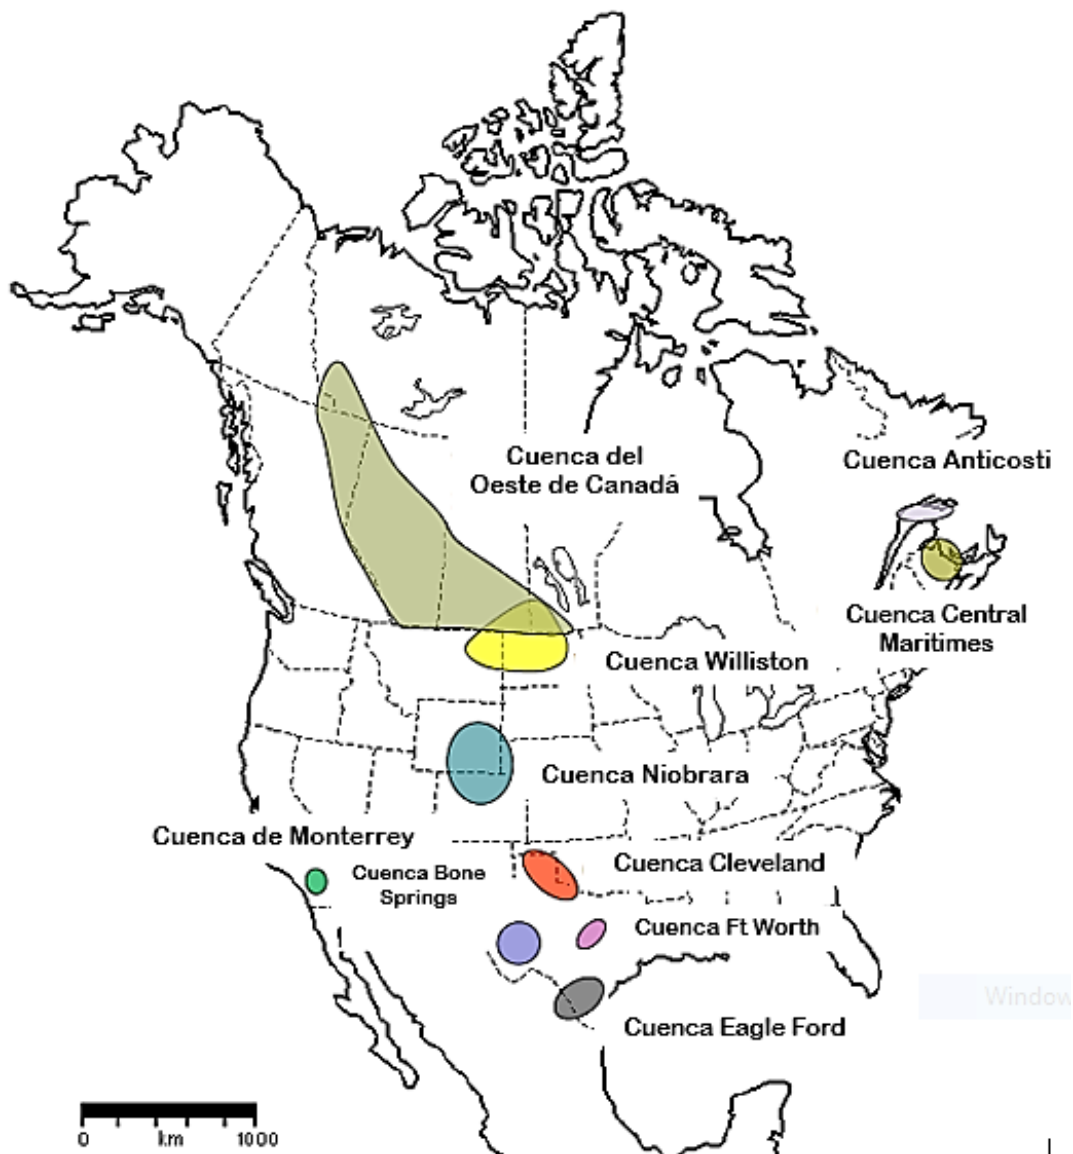 Cuenca del
Oeste de Canadá
Cuenca Anticosti
Cuenca Central
Maritimes
Cuenca Williston
Cuenca Niobrara
Cuenca de Monterrey
Cuenca Cleveland
Cuenca Bone
Springs
Cuenca Ft Worth
Window
Cuenca Eagle Ford
0 km 1000